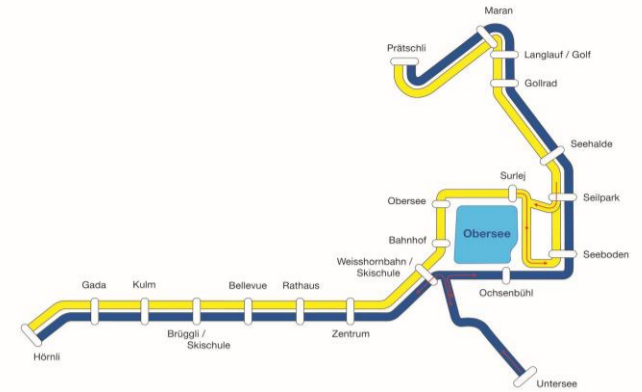 Maran
Prätschli
Langlauf / Golf
Gollrad
Seehalde
Surlej
Obersee
Seilpark
Obersee
Bahnhof
Seeboden
Weisshornbahn /
Skischule
Ochsenbühl
Gada
Kulm
Bellevue
Rathaus
Brüggli /
Skischule
Zentrum
Hörnli
Untersee